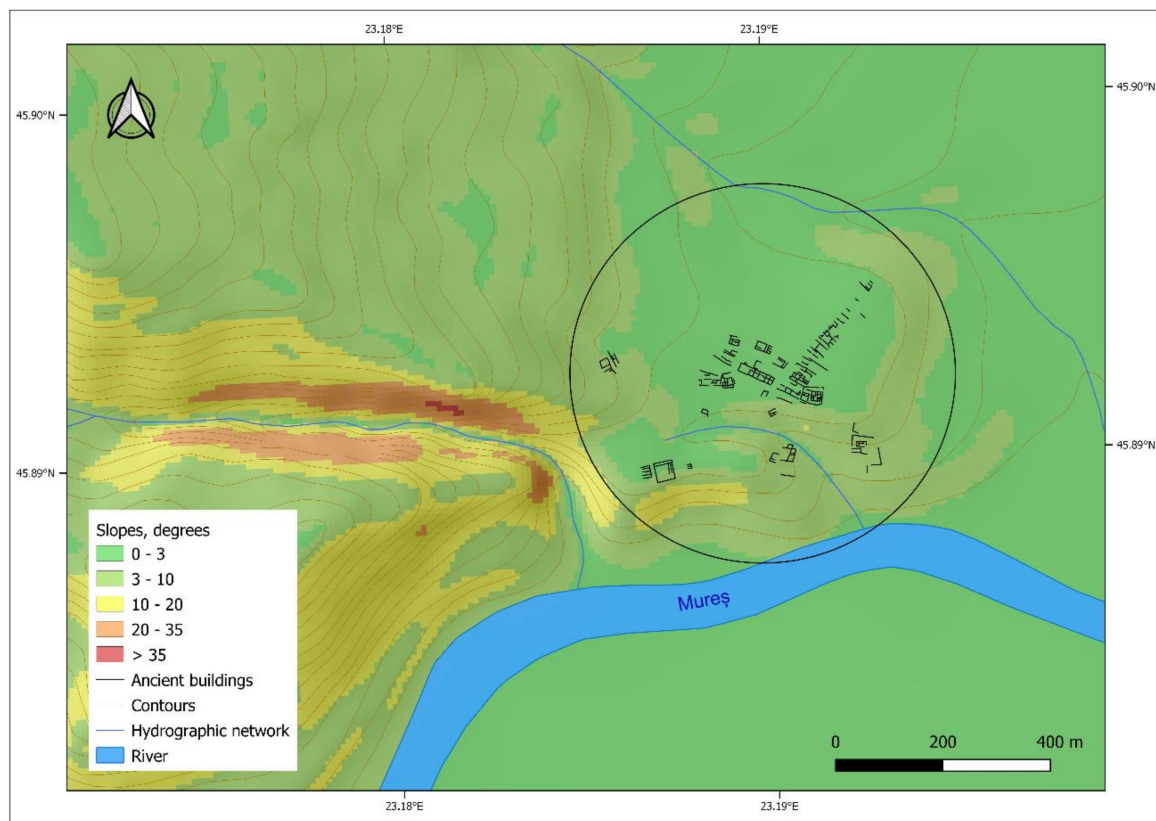 23.18°E
23.19°E
45.90°N
45.90°N
45.89°N
45.89°N
Mureș
Slopes, degrees
0 - 3
3 - 10
10 - 20
20 - 35
> 35
Ancient buildings
Contours
Hydrographic network
River
0 200 400 m
23.18°E
23.19°E